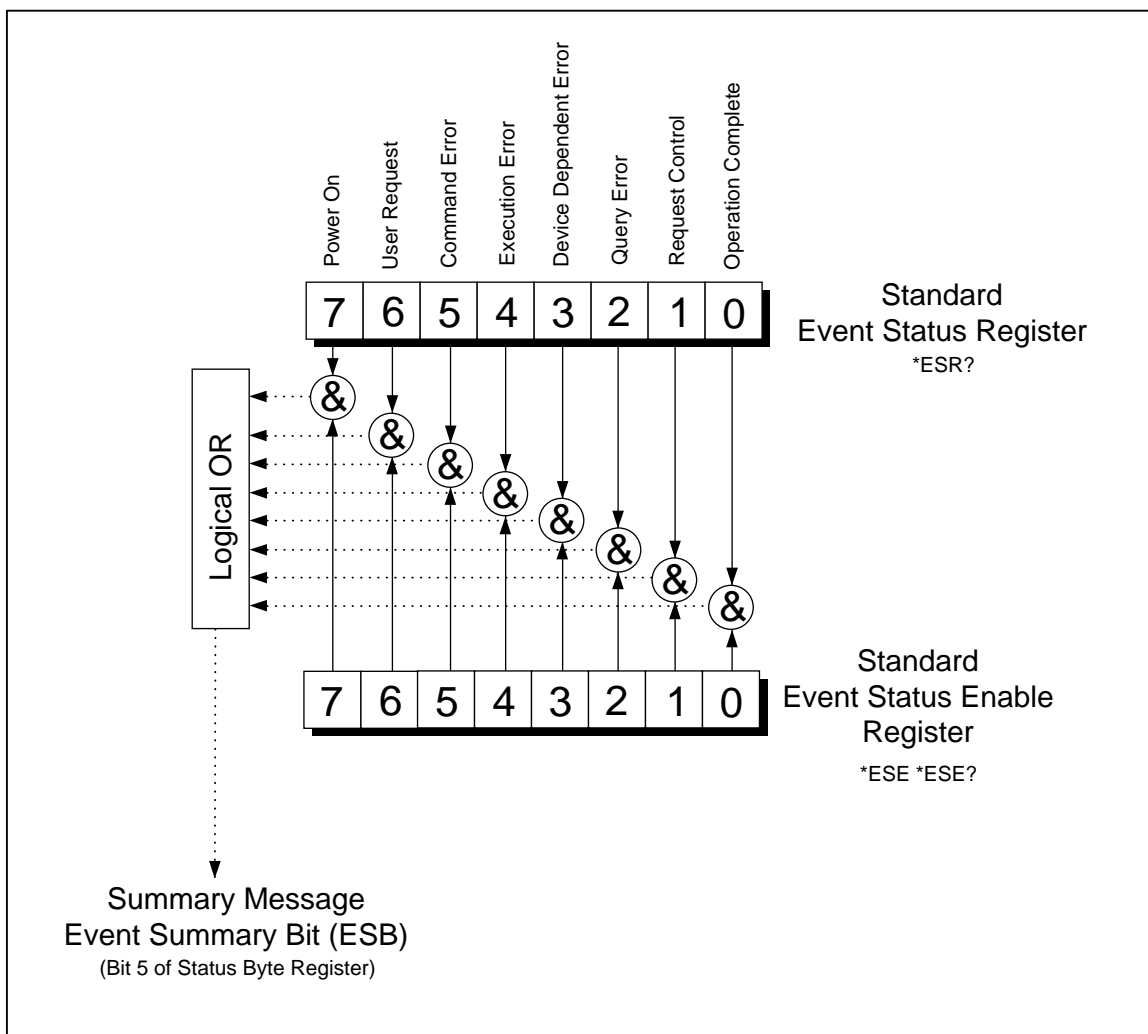 Power On
User Request
Command Error
Execution Error
Device Dependent Error
Query Error
Request Control
Operation Complete
7 6 5 4 3 2 1 0
Standard
Event Status Register
*ESR?
&
&
&
&
&
&
&
&
Logical OR
7 6 5 4 3 2 1 0
Standard
Event Status Enable
Register
*ESE *ESE?
Summary Message
Event Summary Bit (ESB)
(Bit 5 of Status Byte Register)